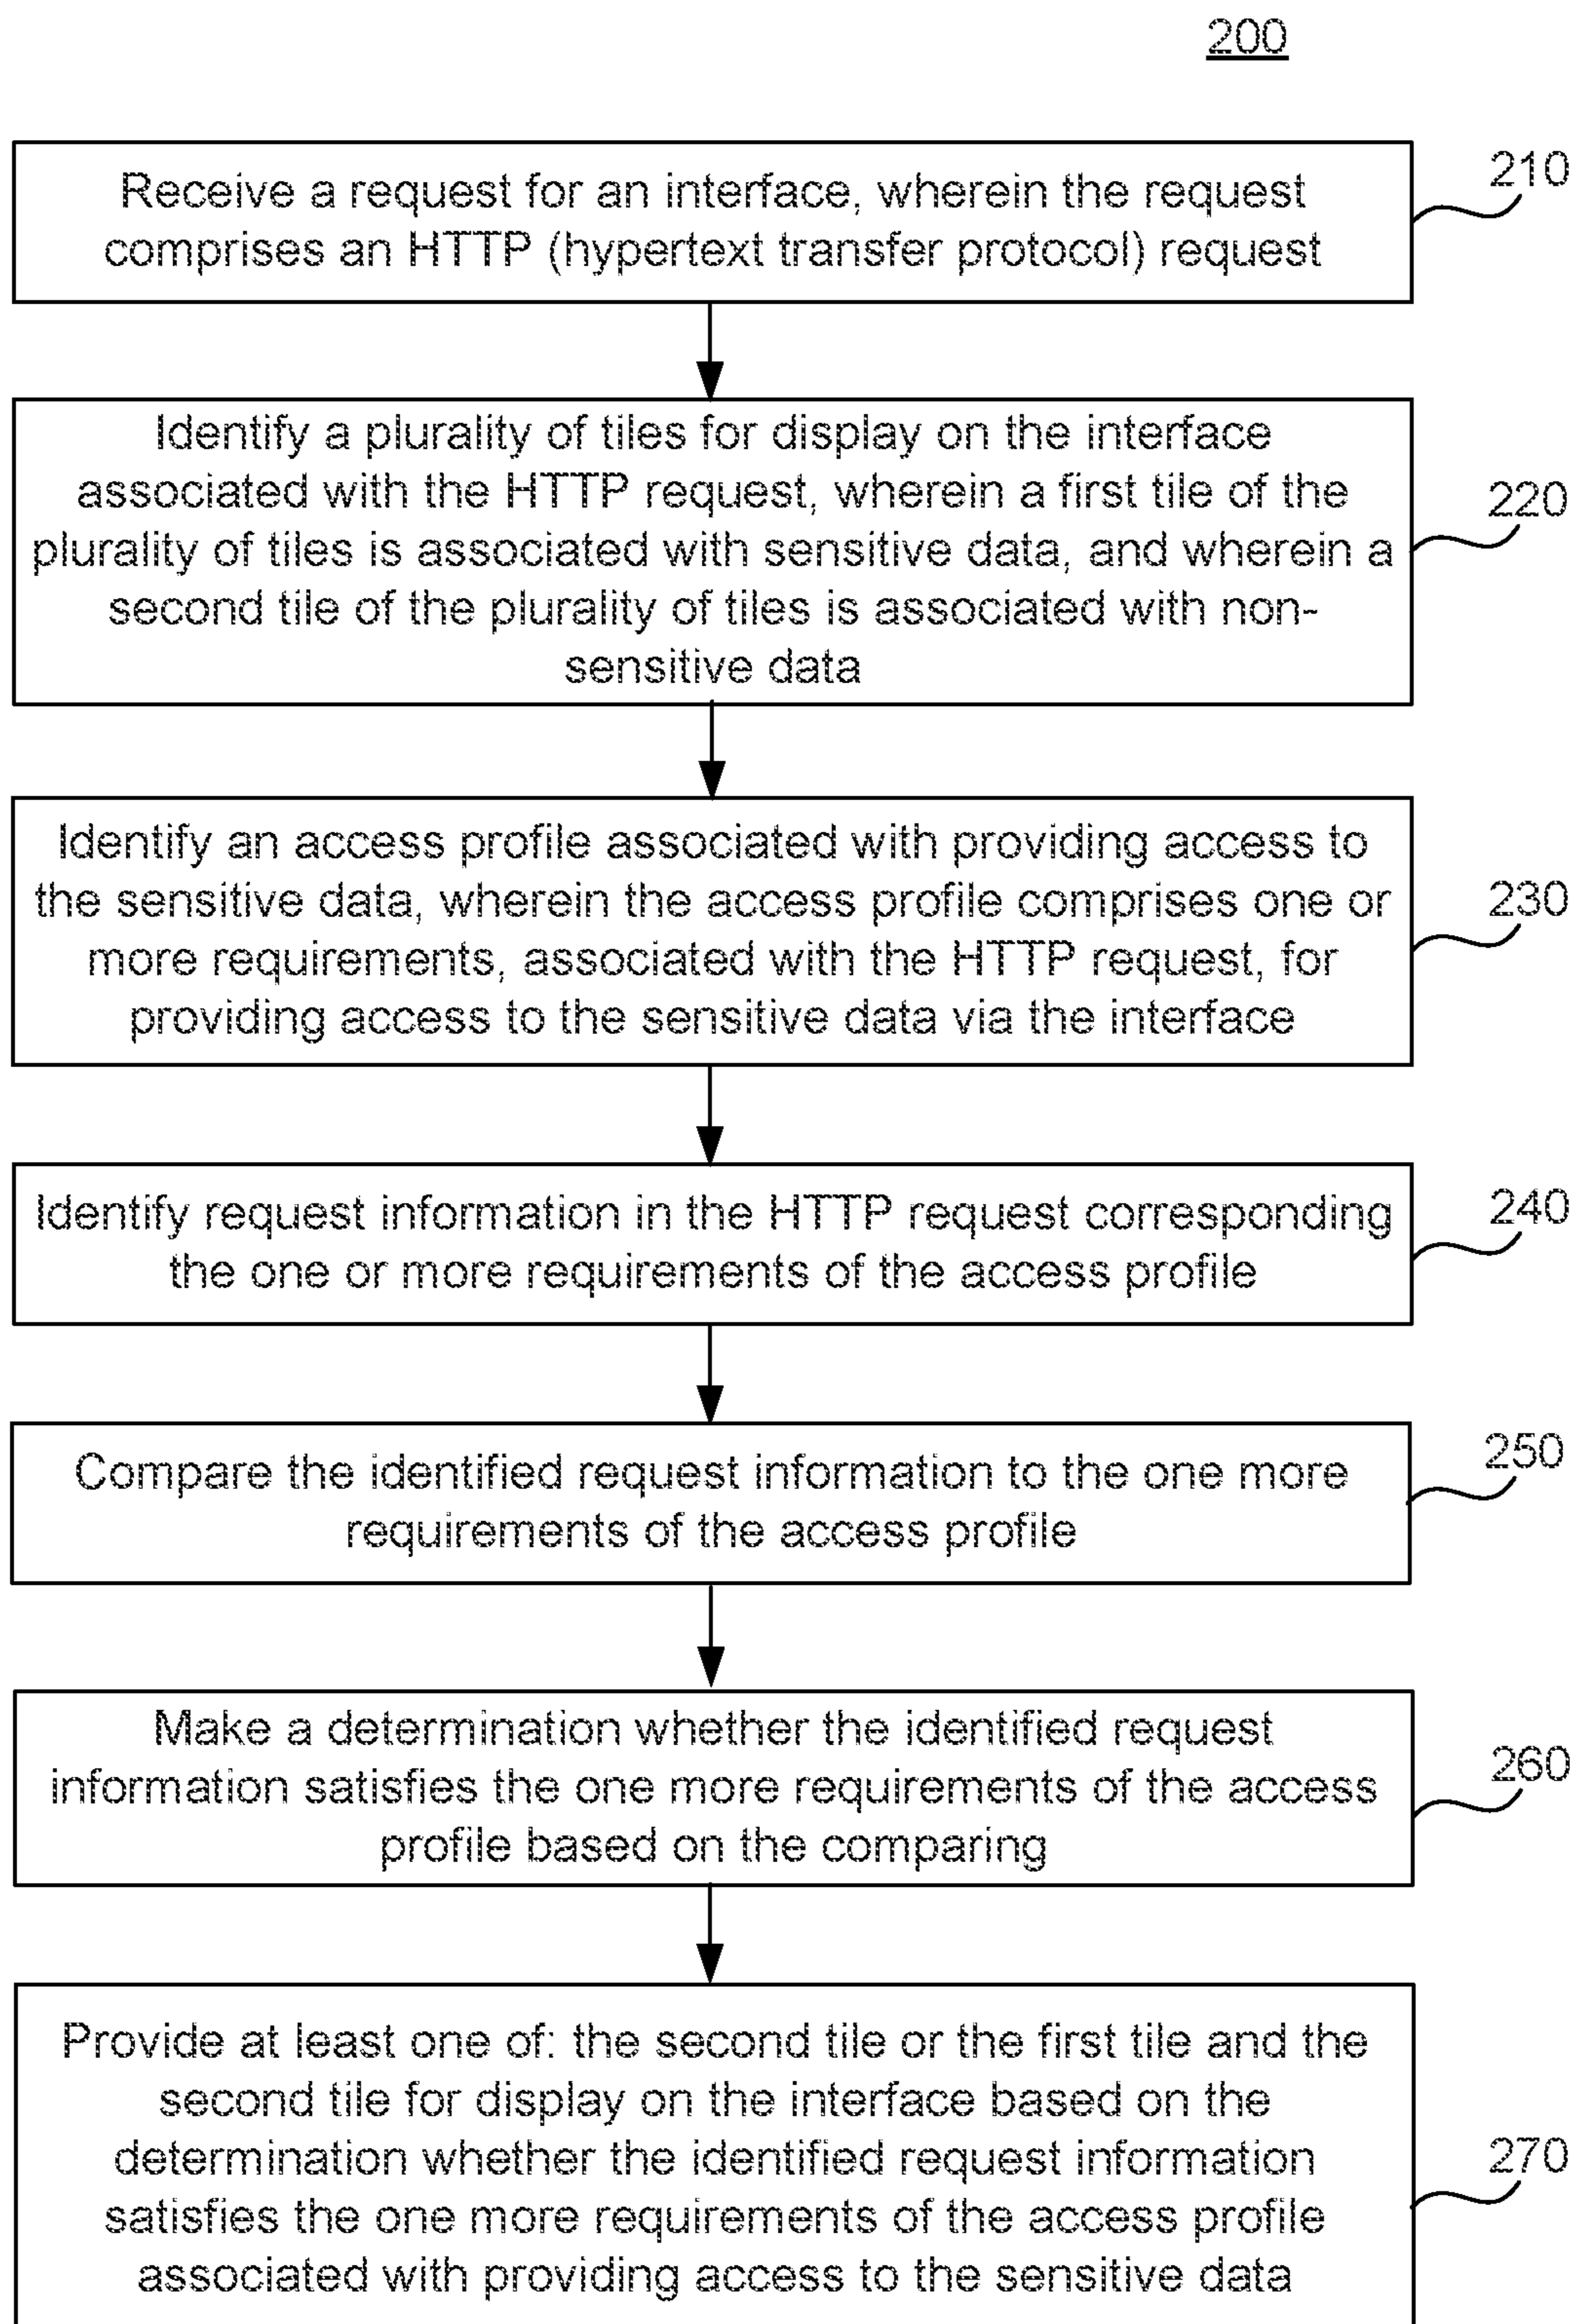 200
Receive a request for an interface, wherein the request
comprises an HTTP (hypertext transfer protocol) request
210
Identify a plurality of tiles for display on the interface
associated with the HTTP request, wherein a first tile of the
plurality of tiles is associated with sensitive data, and wherein a
second tile of the plurality of tiles is associated with non-
sensitive data
220
Identify an access profile associated with providing access to
the sensitive data, wherein the access profile comprises one or
more requirements, associated with the HTTP request, for
providing access to the sensitive data via the interface
230
Identify request information in the HTTP request corresponding
the one or more requirements of the access profile
240
Compare the identified request information to the one more
requirements of the access profile
250
Make a determination whether the identified request
information satisfies the one more requirements of the access
profile based on the comparing
260
Provide at least one of: the second tile or the first tile and the
second tile for display on the interface based on the
determination whether the identified request information
satisfies the one more requirements of the access profile
associated with providing access to the sensitive data
270